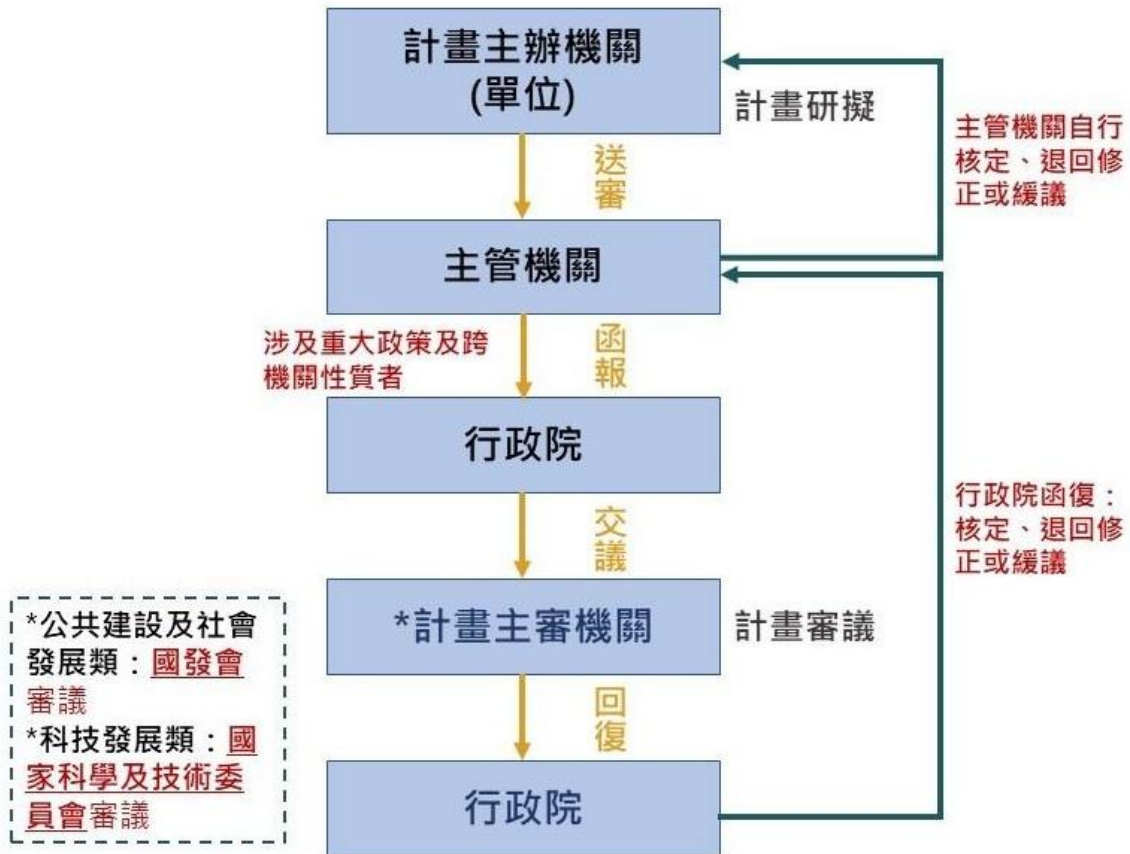 計畫主辦機關
(單位)
計畫研擬
主管機關自行
核定、退回修
正或緩議
送審
主管機關
涉及重大政策及跨
機關性質者
函報
行政院
行政院函復：
核定、退回修
正或緩議
交議
*計畫主審機關
計畫審議
*公共建設及社會
發展類：國發會
審議
*科技發展類：國
家科學及技術委
員會審議
回復
行政院